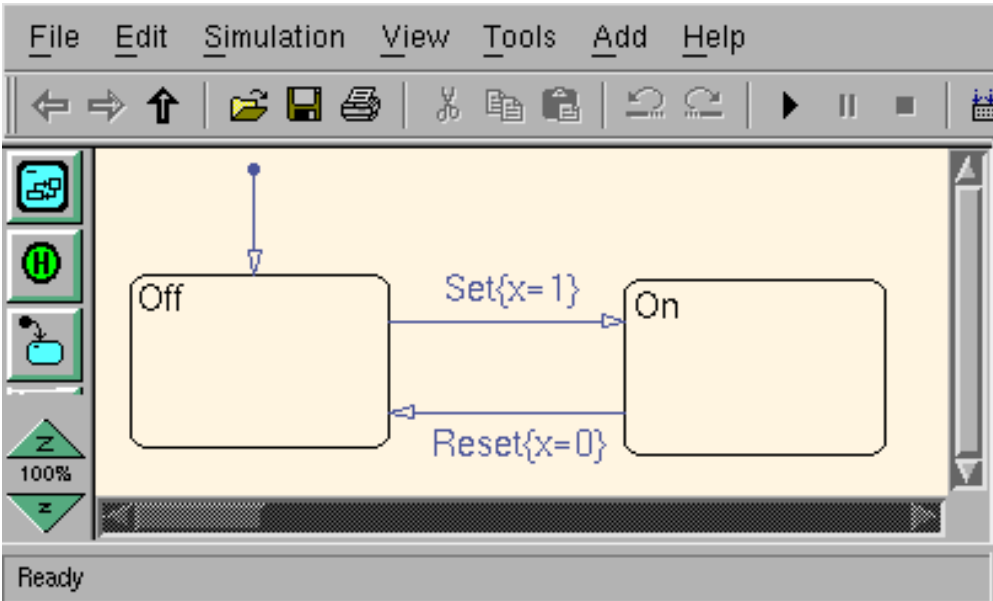 File Edit Simulation View Tools Add Help
H
Off
Set{x=1}
On
Reset{x=0}
Z
100%
Z
Ready